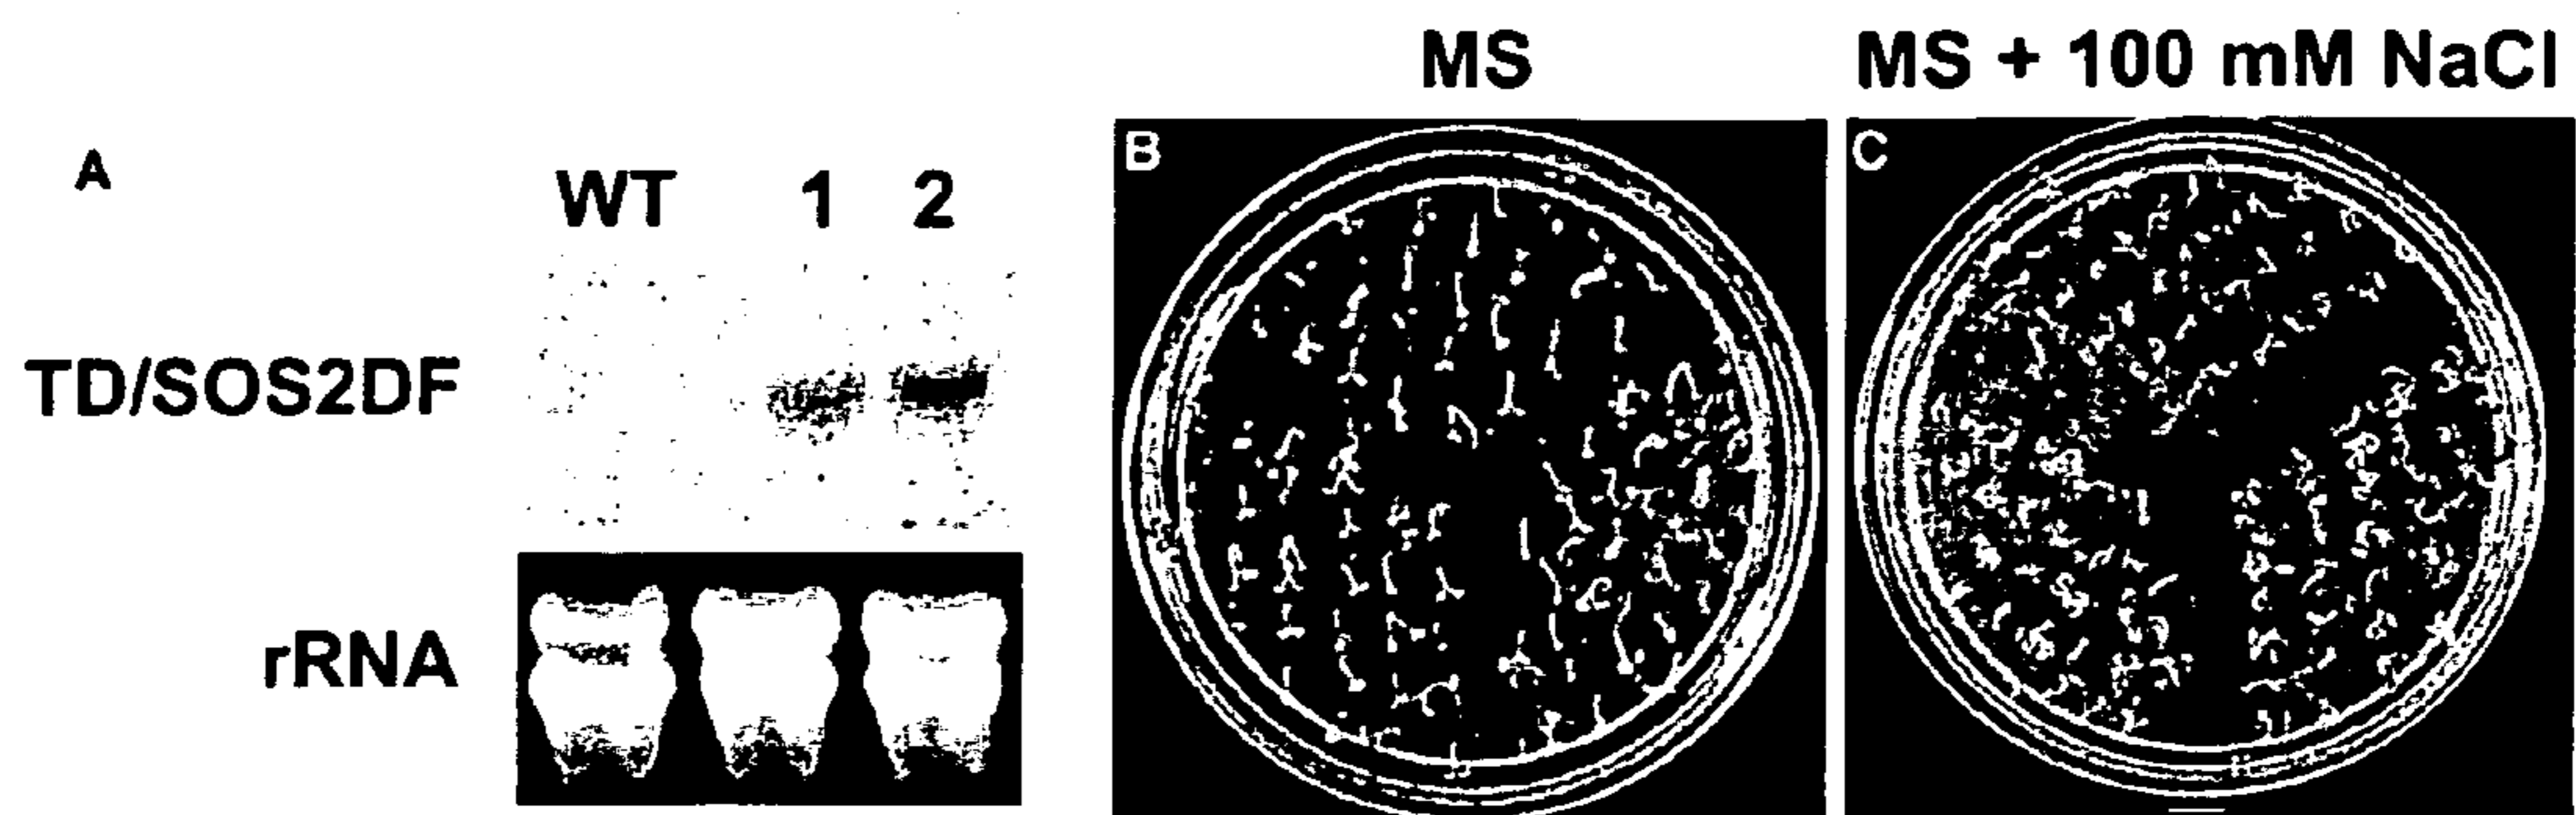 MS
MS + 100 mM NaCl
A
B
C
WT 1 2
TD/SOS2DF
rRNA